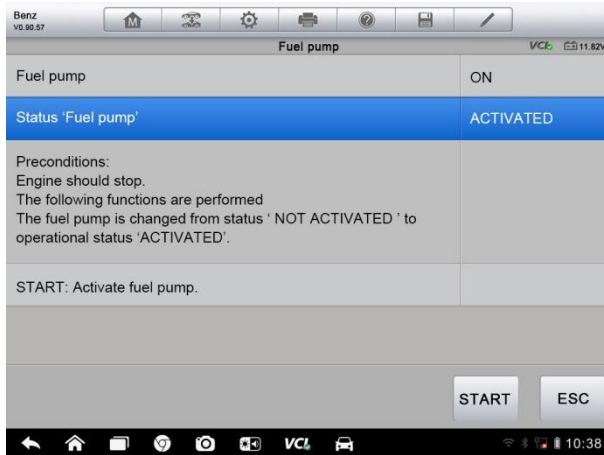 Benz
V0.90.57
M
Fuel pump
VCI 11.82V
Fuel pump ON
Status 'Fuel pump' ACTIVATED
Preconditions:
Engine should stop.
The following functions are performed
The fuel pump is changed from status ' NOT ACTIVATED ' to
operational status 'ACTIVATED'.
START: Activate fuel pump.
START ESC
VCI 10:38